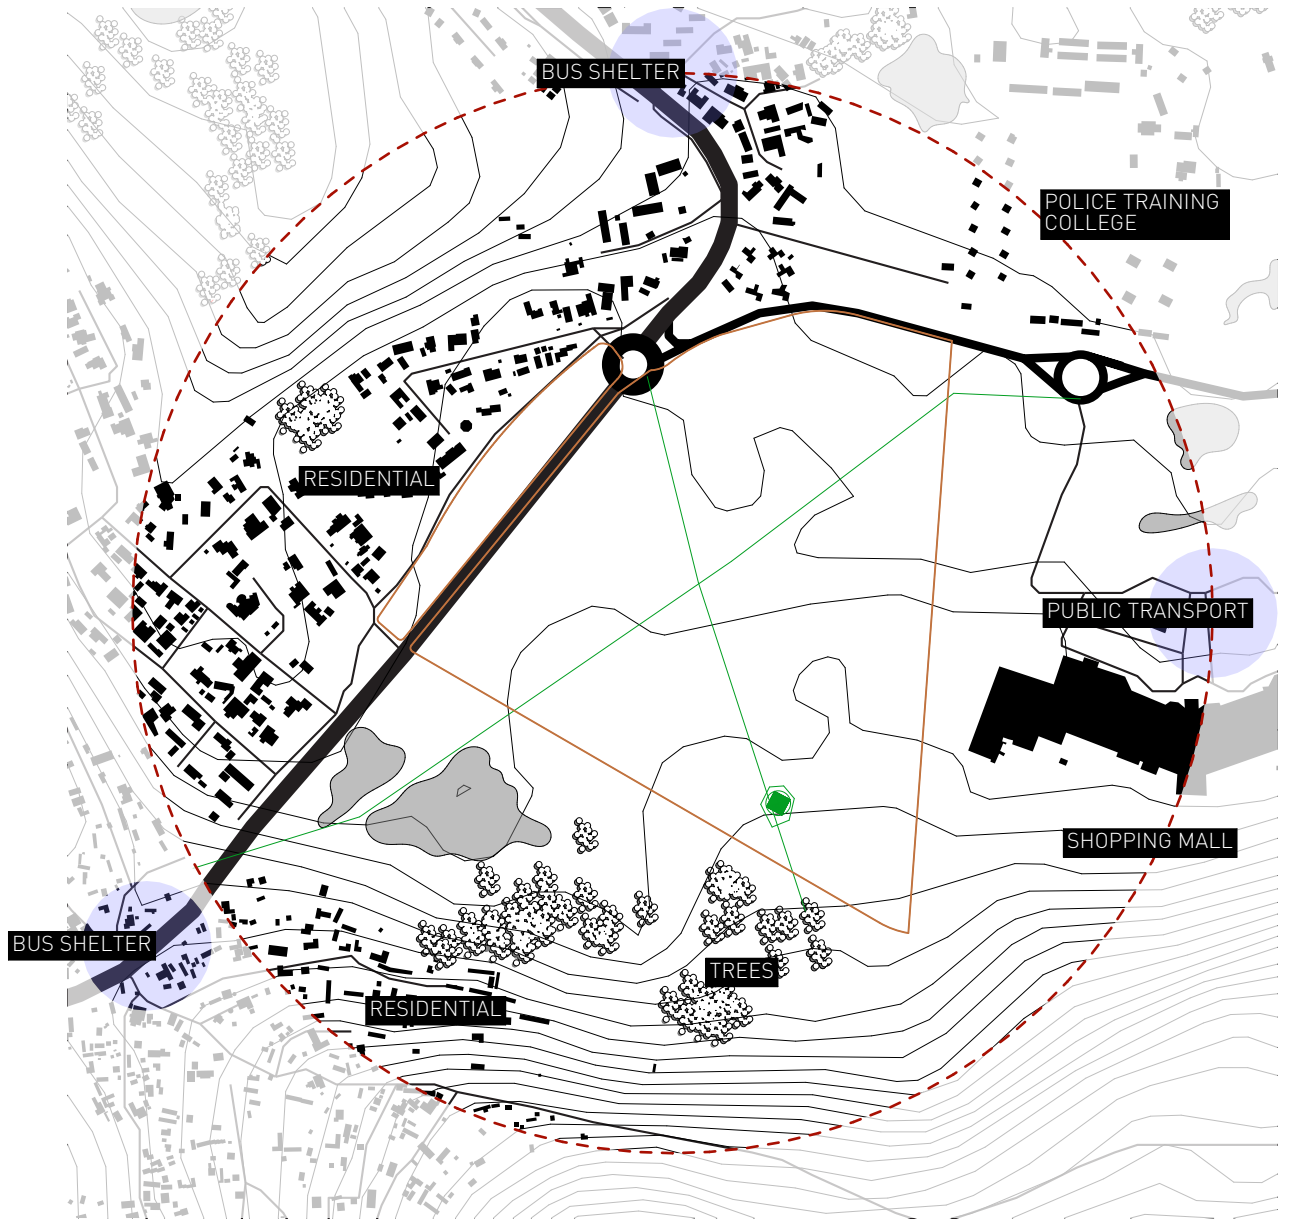 BUS SHELTER
POLICE TRAINING
COLLEGE
RESIDENTIAL
PUBLIC TRANSPORT
SHOPPING MALL
BUS SHELTER
TREES
RESIDENTIAL